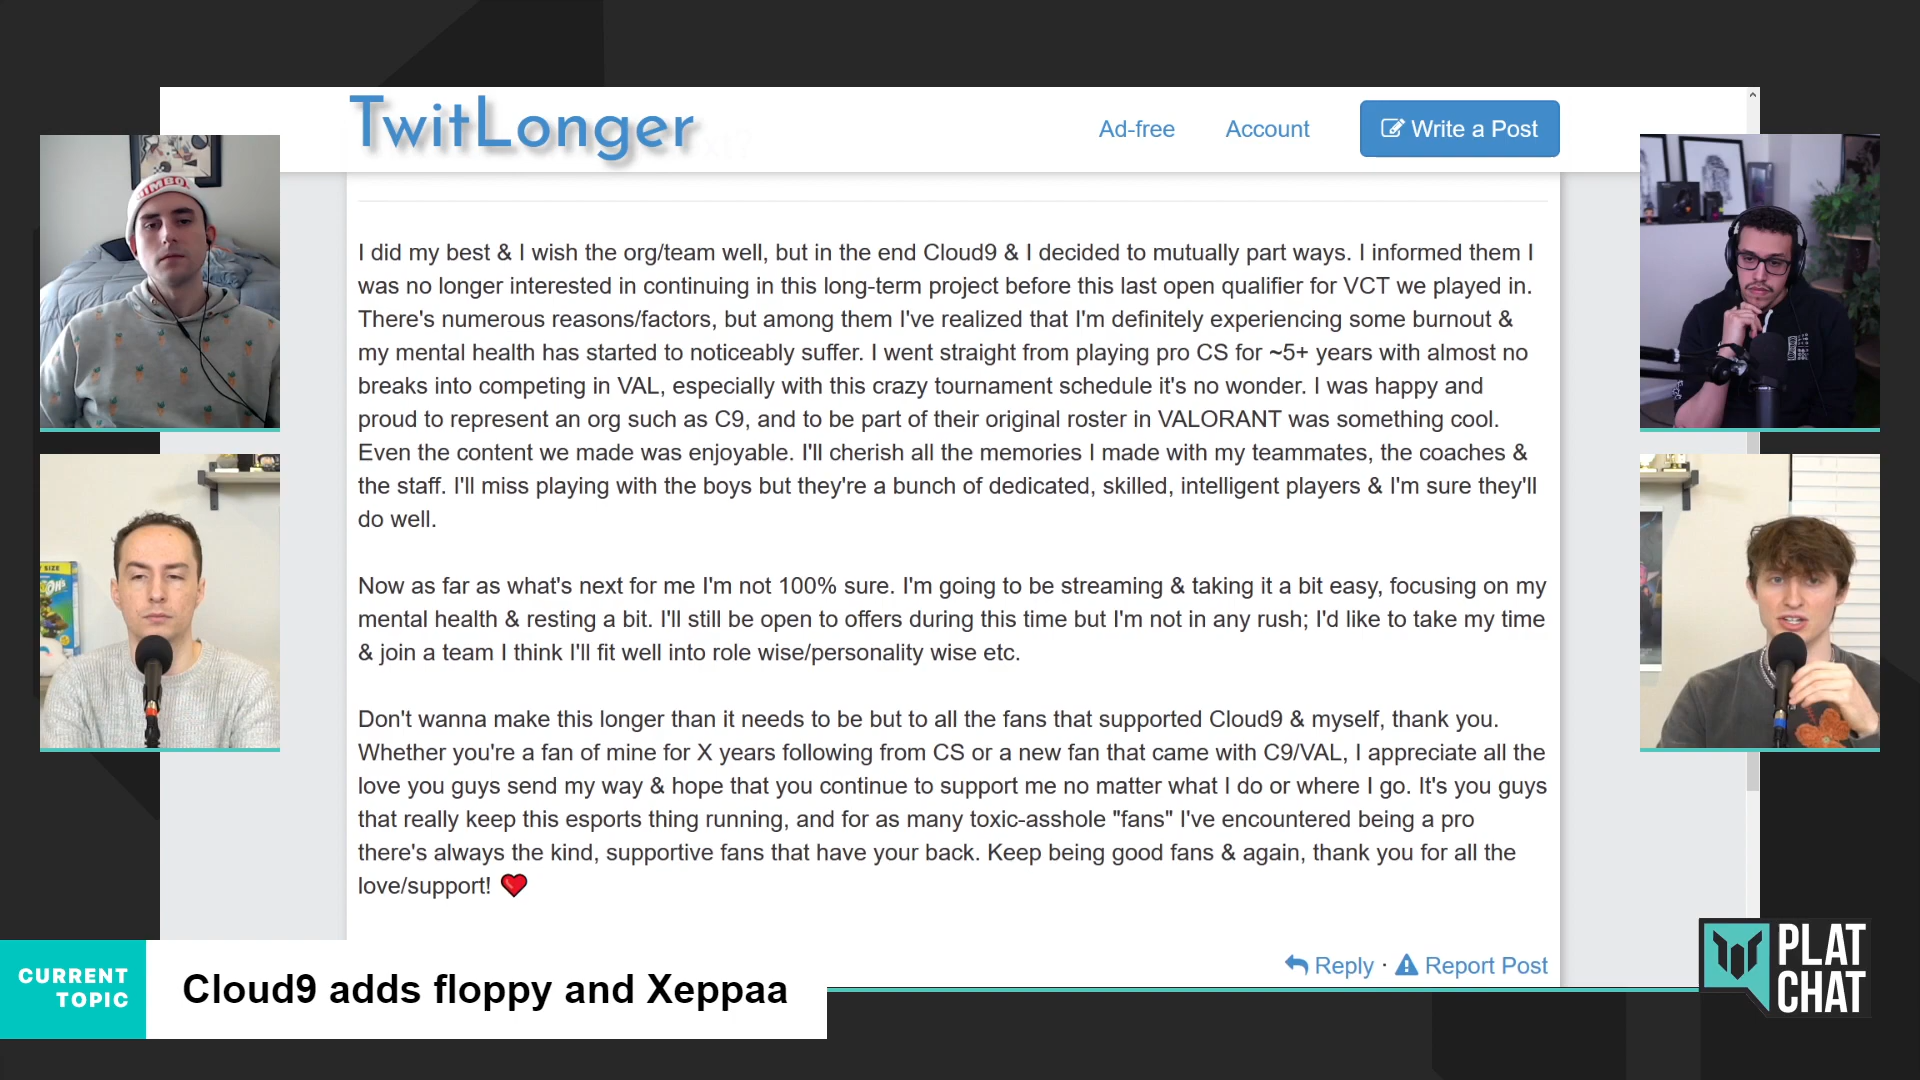 TwitLonger
Ad-free
Account
Write a Post
I did my best & I wish the org/team well, but in the end Cloud9 & I decided to mutually part ways. I informed them I
was no longer interested in continuing in this long-term project before this last open qualifier for VCT we played in.
There's numerous reasons/factors, but among them I've realized that I'm definitely experiencing some burnout &
my mental health has started to noticeably suffer. I went straight from playing pro CS for ~5+ years with almost no
breaks into competing in VAL, especially with this crazy tournament schedule it's no wonder. I was happy and
proud to represent an org such as C9, and to be part of their original roster in VALORANT was something cool.
Even the content we made was enjoyable. I'll cherish all the memories I made with my teammates, the coaches &
the staff. I'll miss playing with the boys but they're a bunch of dedicated, skilled, intelligent players & I'm sure they'll
do well.
Now as far as what's next for me I'm not 100% sure. I'm going to be streaming & taking it a bit easy, focusing on my
mental health & resting a bit. I'll still be open to offers during this time but I'm not in any rush; I'd like to take my time
& join a team I think I'll fit well into role wise/personality wise etc.
Don't wanna make this longer than it needs to be but to all the fans that supported Cloud9 & myself, thank you.
Whether you're a fan of mine for X years following from CS or a new fan that came with C9/VAL, I appreciate all the
love you guys send my way & hope that you continue to support me no matter what I do or where I go. It's you guys
that really keep this esports thing running, and for as many toxic-asshole "fans" I've encountered being a pro
there's always the kind, supportive fans that have your back. Keep being good fans & again, thank you for all the
love/support! ❤️
Reply · Report Post
CURRENT
TOPIC
Cloud9 adds floppy and Xeppaa
PLAT
CHAT